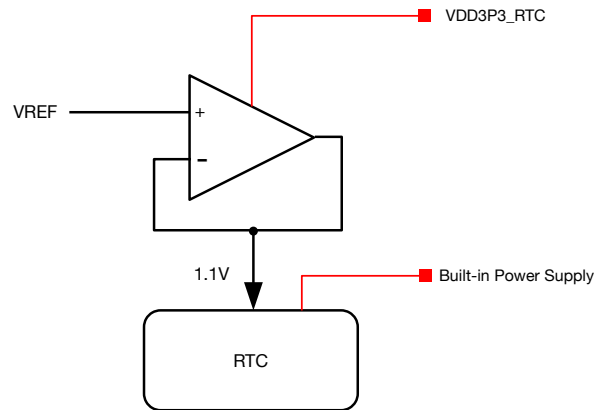 VDD3P3_RTC
VREF
+
-
1.1V
Built-in Power Supply
RTC